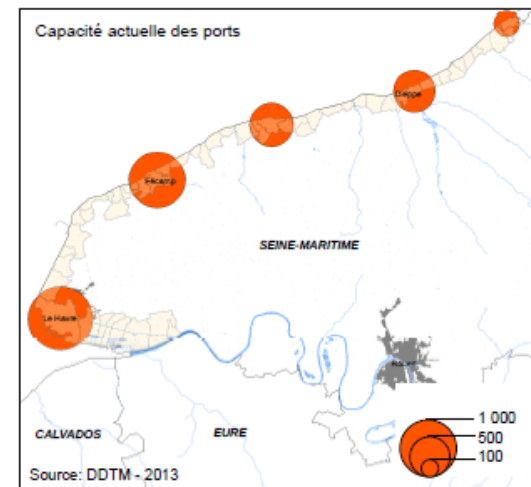 Capacité actuelle des ports
Dieppe
Fécamp
SEINE-MARITIME
Le Havre
Rouen
1 000
500
100
CALVADOS
EURE
Source: DDTM - 2013